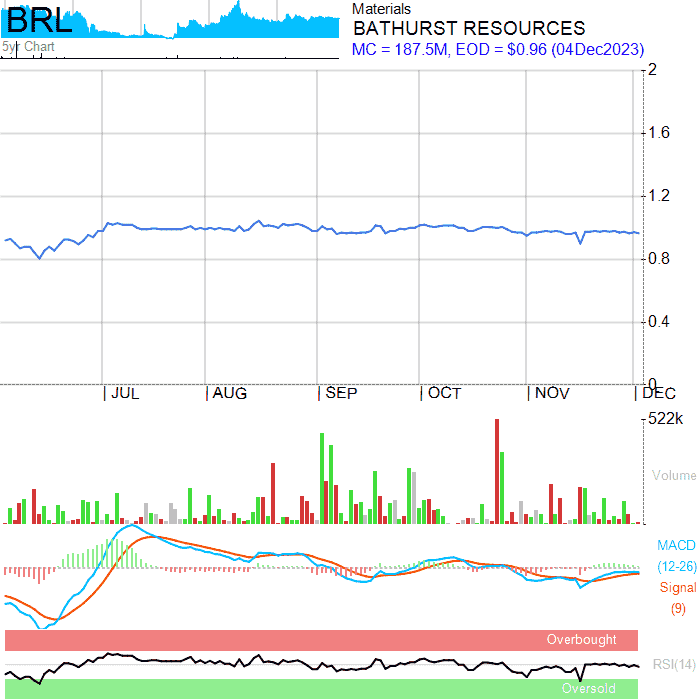 BRL
5yr Chart
Materials
BATHURST RESOURCES
MC = 187.5M, EOD = $0.96 (04Dec2023)
2
1.6
1.2
0.8
0.4
0
JUL AUG SEP OCT NOV DEC
522k
Volume
MACD
(12-26)
Signal
(9)
Overbought
RSI(14)
Oversold